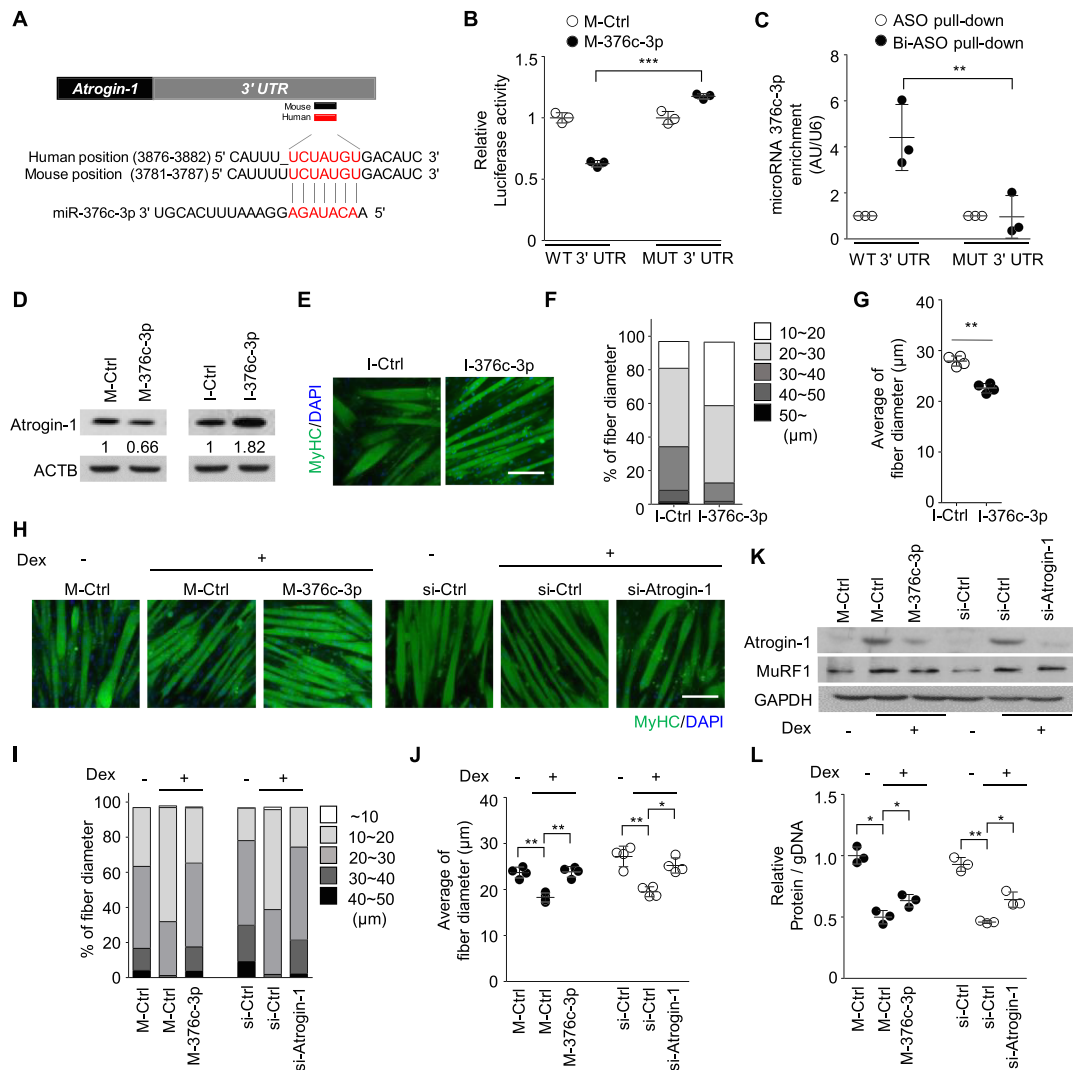 A
Atrogin-1 3' UTR
Mouse
Human
Human position (3876-3882) 5' CAUUU_UCUAUGUGACAUC 3'
Mouse position (3781-3787) 5' CAUUUUUCUAUGUGACAUC 3'
miR-376c-3p 3' UGCACUUUAAAGGAGAUACAA 5'
B
M-Ctrl
M-376c-3p
Relative
Luciferase activity
1.5
1
0.5
0
***
WT 3' UTR MUT 3' UTR
C
ASO pull-down
Bi-ASO pull-down
microRNA 376c-3p
enrichment
(AU/U6)
8
6
4
2
0
**
WT 3' UTR MUT 3' UTR
D
M-Ctrl
M-376c-3p
I-Ctrl
I-376c-3p
Atrogin-1
1 0.66 1 1.82
ACTB
E
I-Ctrl I-376c-3p
MyHC/DAPI
F
% of fiber diameter
100
80
60
40
20
0
I-Ctrl I-376c-3p
10~20
20~30
30~40
40~50
50~
(μm)
G
Average of
fiber diameter (μm)
40
30
20
10
0
**
I-Ctrl I-376c-3p
H
Dex - + - +
M-Ctrl M-Ctrl M-376c-3p si-Ctrl si-Ctrl si-Atrogin-1
MyHC/DAPI
K
M-Ctrl
M-Ctrl
M-376c-3p
si-Ctrl
si-Ctrl
si-Atrogin-1
Atrogin-1
MuRF1
GAPDH
Dex - + - +
I
Dex - + - +
% of fiber diameter
100
80
60
40
20
0
M-Ctrl
M-Ctrl
M-376c-3p
si-Ctrl
si-Ctrl
si-Atrogin-1
~10
10~20
20~30
30~40
40~50
(μm)
J
Dex - + - +
Average of
fiber diameter (μm)
40
30
20
10
0
** ** ** *
M-Ctrl
M-Ctrl
M-376c-3p
si-Ctrl
si-Ctrl
si-Atrogin-1
L
Dex - + - +
Relative
Protein / gDNA
1.5
1.0
0.5
0
* * ** *
M-Ctrl
M-Ctrl
M-376c-3p
si-Ctrl
si-Ctrl
si-Atrogin-1